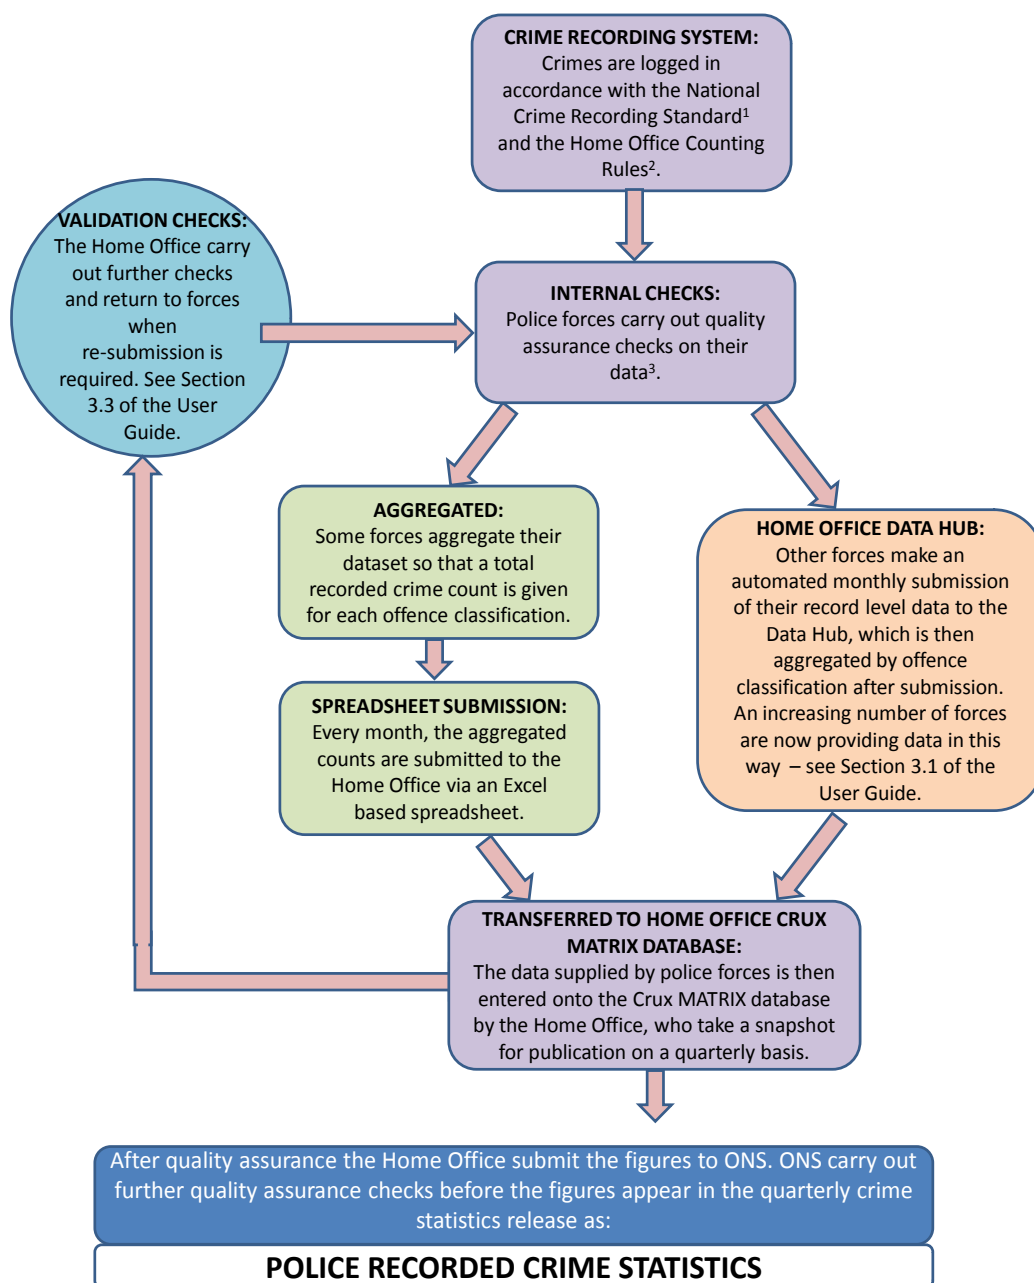 CRIME RECORDING SYSTEM:
Crimes are logged in
accordance with the National
Crime Recording Standard¹
and the Home Office Counting
Rules².
VALIDATION CHECKS:
The Home Office carry
out further checks
and return to forces
when
re-submission is
required. See Section
3.3 of the User
Guide.
INTERNAL CHECKS:
Police forces carry out quality
assurance checks on their
data³.
AGGREGATED:
Some forces aggregate their
dataset so that a total
recorded crime count is given
for each offence classification.
HOME OFFICE DATA HUB:
Other forces make an
automated monthly submission
of their record level data to the
Data Hub, which is then
aggregated by offence
classification after submission.
An increasing number of forces
are now providing data in this
way – see Section 3.1 of the
User Guide.
SPREADSHEET SUBMISSION:
Every month, the aggregated
counts are submitted to the
Home Office via an Excel
based spreadsheet.
TRANSFERRED TO HOME OFFICE CRUX
MATRIX DATABASE:
The data supplied by police forces is then
entered onto the Crux MATRIX database
by the Home Office, who take a snapshot
for publication on a quarterly basis.
After quality assurance the Home Office submit the figures to ONS. ONS carry out
further quality assurance checks before the figures appear in the quarterly crime
statistics release as:
POLICE RECORDED CRIME STATISTICS